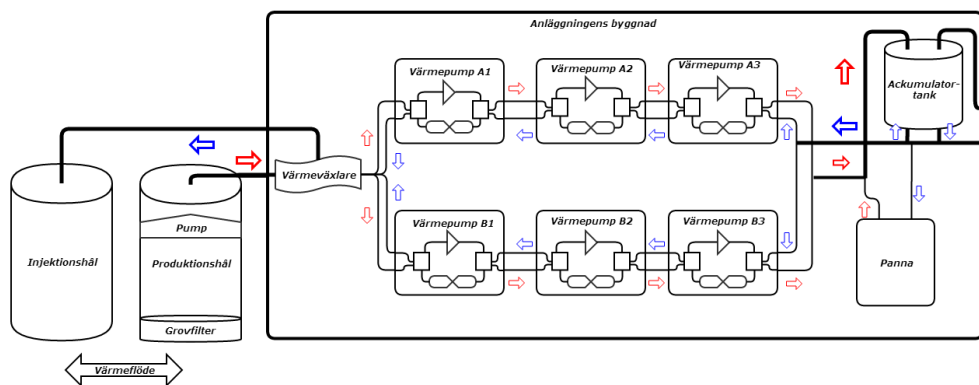 Anläggningens byggnad
Värmepump A1
Värmepump A2
Värmepump A3
Ackumulator-
tank
Värmeväxlare
Värmepump B1
Värmepump B2
Värmepump B3
Injektionshål
Pump
Produktionshål
Grovfilter
Panna
Värmeflöde